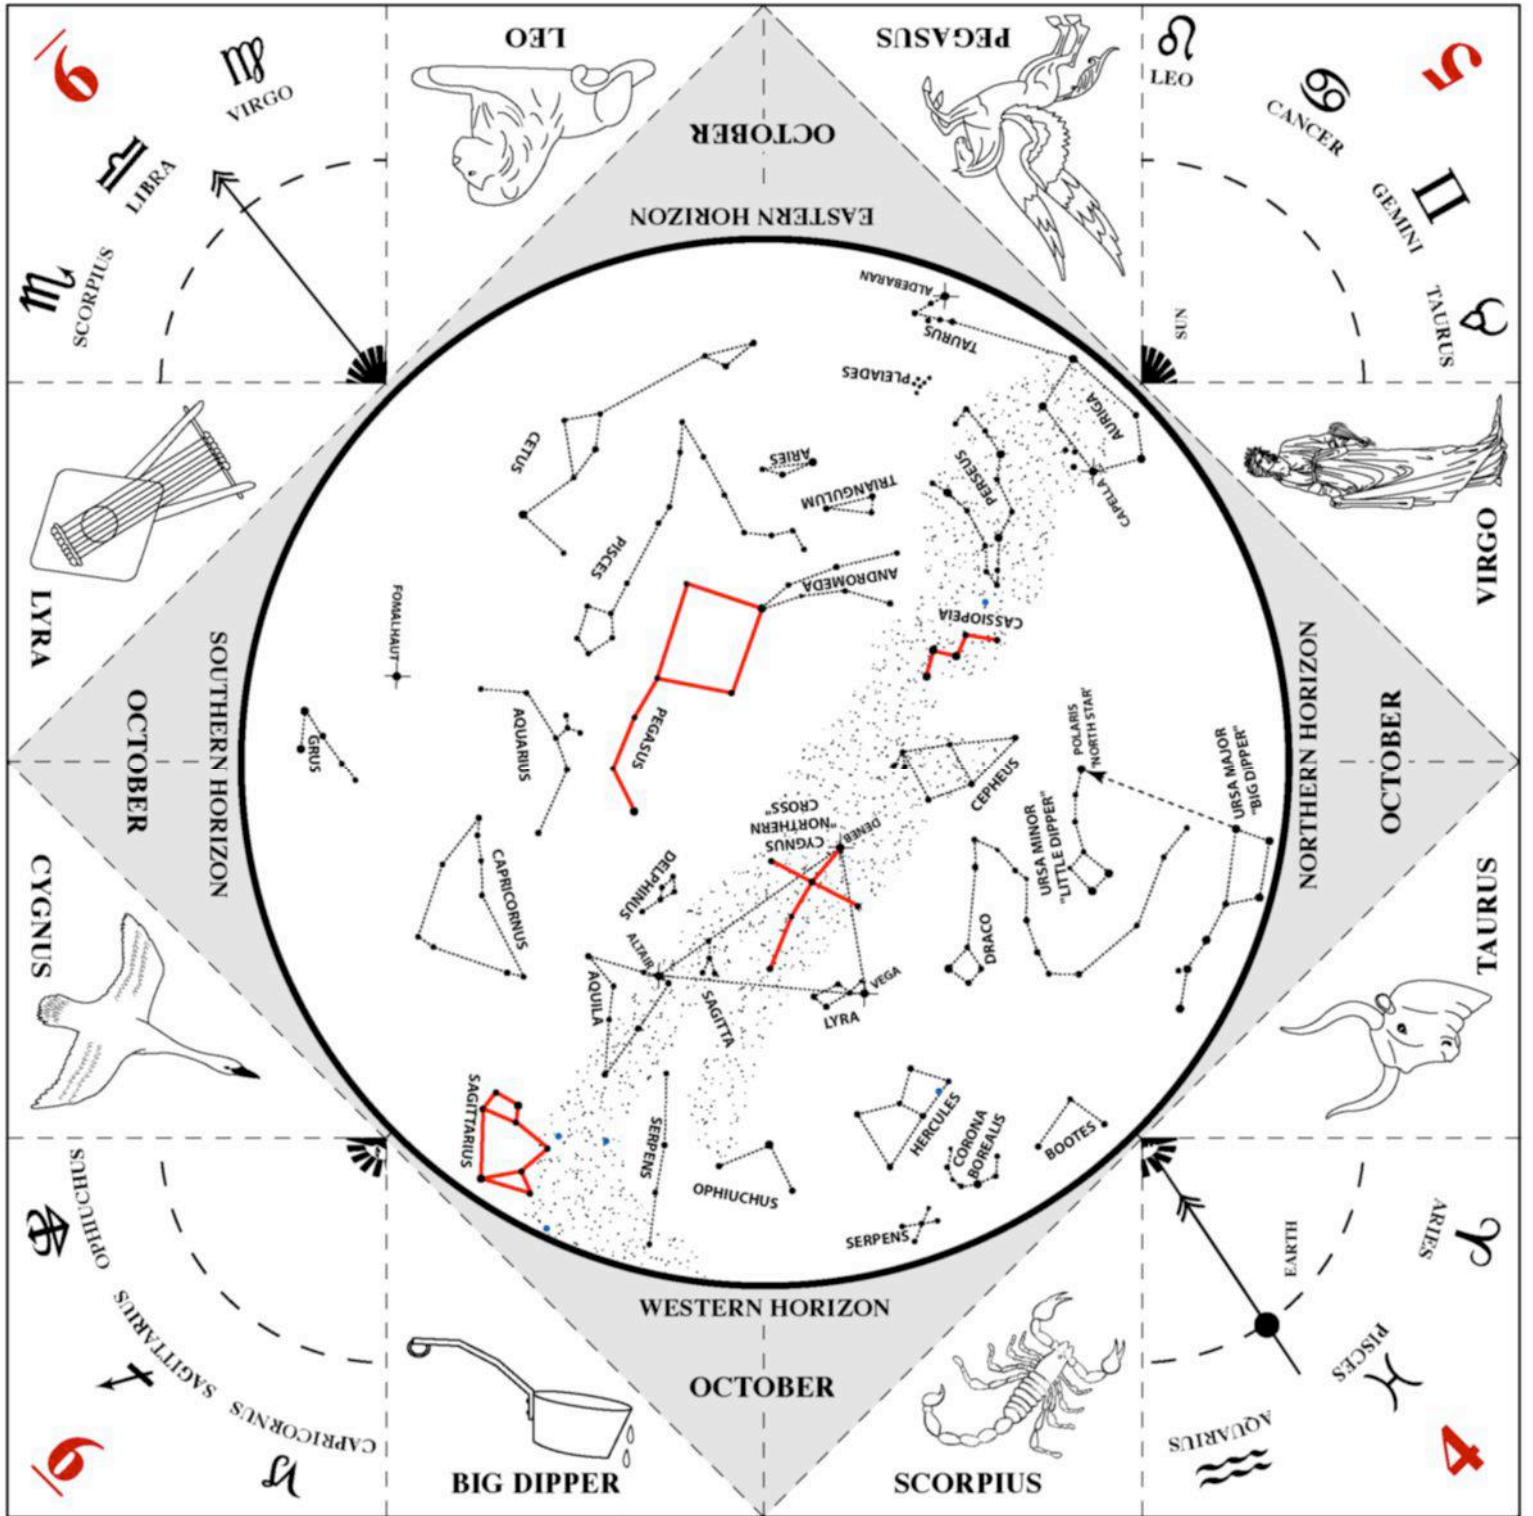 6
VIRGO
LIBRA
SCORPIUS
LEO
PEGASUS
OCTOBER
EASTERN HORIZON
LEO
CANCER
GEMINI
TAURUS
5
SUN
LYRA
OCTOBER
SOUTHERN HORIZON
CYGNUS
ALDEBARAN
TAURUS
PLEIADES
AURIGA
CETUS
ARIES
PERSEUS
CAPELLA
TRIANGULUM
PISCES
ANDROMEDA
FOMALHAUT
CASSIOPEIA
PEGASUS
AQUARIUS
GRUS
CEPHEUS
POLARIS
"NORTH STAR"
URSA MAJOR
"BIG DIPPER"
URSA MINOR
"LITTLE DIPPER"
CYGNUS
"NORTHERN
CROSS"
DENEB
CAPRICORNUS
DELPHINUS
ALTAIR
AQUILA
SAGITTA
VEGA
LYRA
DRACO
SAGITTARIUS
SERPENS
OPHIUCHUS
HERCULES
CORONA
BOREALIS
BOOTES
SERPENS
NORTHERN HORIZON
OCTOBER
VIRGO
TAURUS
WESTERN HORIZON
OCTOBER
BIG DIPPER
SCORPIUS
OPHIUCHUS
SAGITTARIUS
CAPRICORNUS
9
EARTH
ARIES
PISCES
AQUARIUS
4